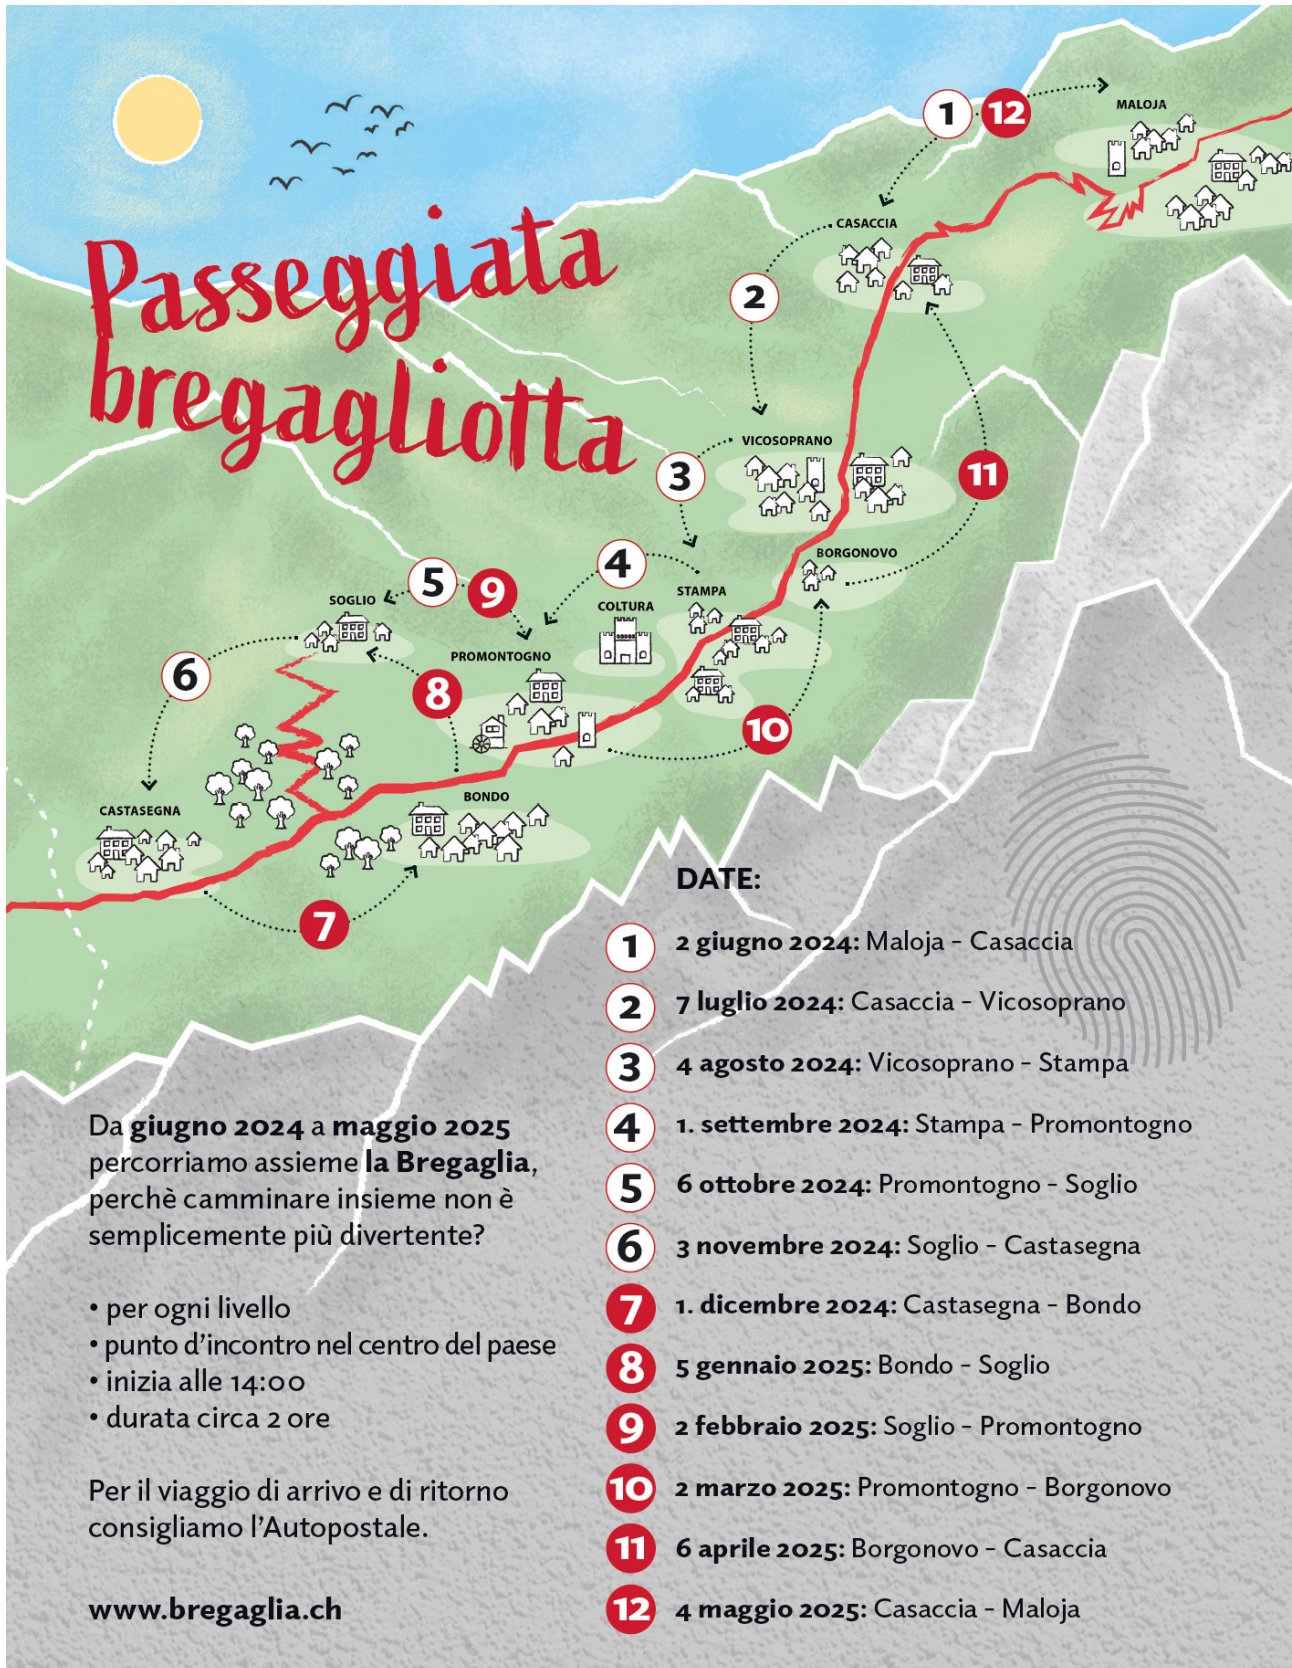 Passeggiata
bregagliotta
1 12
MALOJA
CASACCIA
2
VICOSOPRANO
3
11
BORGONOVO
4
STAMPA
COLTURA
5 9
SOGLIO
PROMONTOGNO
6
8
10
BONDO
CASTASEGNA
7
DATE:
1 2 giugno 2024: Maloja - Casaccia
2 7 luglio 2024: Casaccia - Vicosoprano
3 4 agosto 2024: Vicosoprano - Stampa
4 1. settembre 2024: Stampa - Promontogno
5 6 ottobre 2024: Promontogno - Soglio
6 3 novembre 2024: Soglio - Castasegna
7 1. dicembre 2024: Castasegna - Bondo
8 5 gennaio 2025: Bondo - Soglio
9 2 febbraio 2025: Soglio - Promontogno
10 2 marzo 2025: Promontogno - Borgonovo
11 6 aprile 2025: Borgonovo - Casaccia
12 4 maggio 2025: Casaccia - Maloja
Da giugno 2024 a maggio 2025
percorriamo assieme la Bregaglia,
perchè camminare insieme non è
semplicemente più divertente?
• per ogni livello
• punto d'incontro nel centro del paese
• inizia alle 14:00
• durata circa 2 ore
Per il viaggio di arrivo e di ritorno
consigliamo l'Autopostale.
www.bregaglia.ch